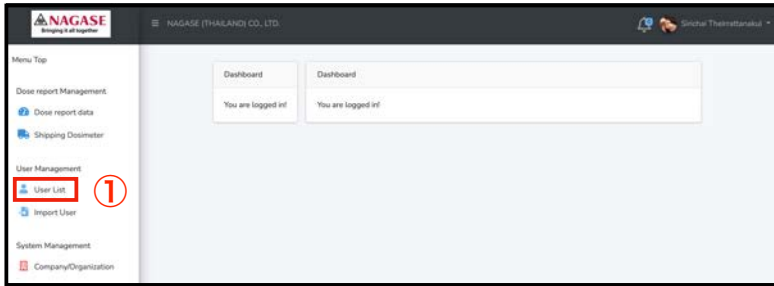 NAGASE
Bringing it all together
NAGASE (THAILAND) CO., LTD.
Sirichai Theinrattanakul
Menu Top
Dashboard
Dashboard
You are logged in!
You are logged in!
Dose report Management
Dose report data
Shipping Dosimeter
User Management
User List
①
Import User
System Management
Company/Organization